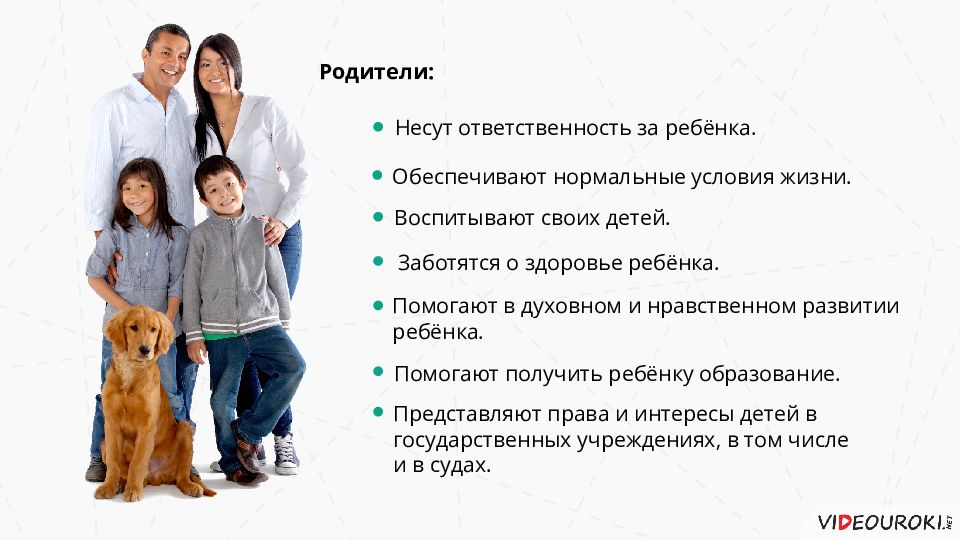 Родители:
Несут ответственность за ребёнка.
Обеспечивают нормальные условия жизни.
Воспитывают своих детей.
Заботятся о здоровье ребёнка.
Помогают в духовном и нравственном развитии
ребёнка.
Помогают получить ребёнку образование.
Представляют права и интересы детей в
государственных учреждениях, в том числе
и в судах.
VIDEOUROKI.NET